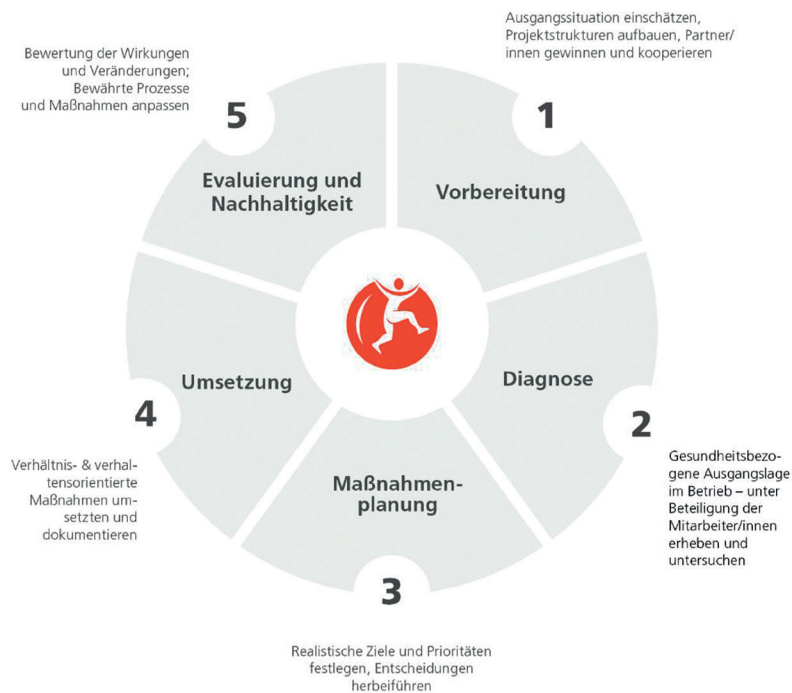 Ausgangssituation einschätzen,
Projektstrukturen aufbauen, Partner/
innen gewinnen und kooperieren
1
Vorbereitung
Diagnose
2
Gesundheitsbezo-
gene Ausgangslage
im Betrieb – unter
Beteiligung der
Mitarbeiter/innen
erheben und
untersuchen
Maßnahmen-
planung
3
Realistische Ziele und Prioritäten
festlegen, Entscheidungen
herbeiführen
Umsetzung
4
Verhältnis- & verhal-
tensorientierte
Maßnahmen um-
setzten und
dokumentieren
Bewertung der Wirkungen
und Veränderungen;
Bewährte Prozesse
und Maßnahmen anpassen
5
Evaluierung und
Nachhaltigkeit